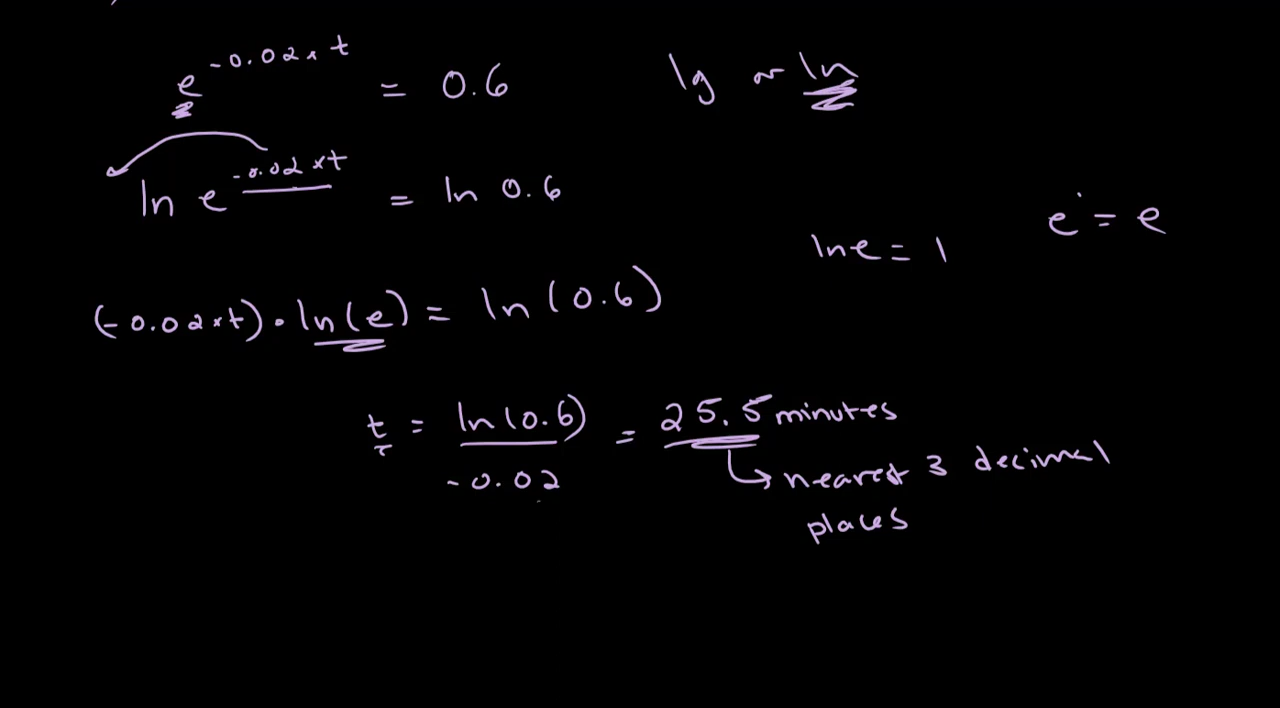 e^{-0.02 × t} = 0.6
lg or ln
ln e^{-0.02 × t} = ln 0.6
ln e = 1
e = e
(-0.02 × t) · ln(e) = ln(0.6)
t = ln(0.6) / -0.02 = 25.5 minutes
nearest 3 decimal
places